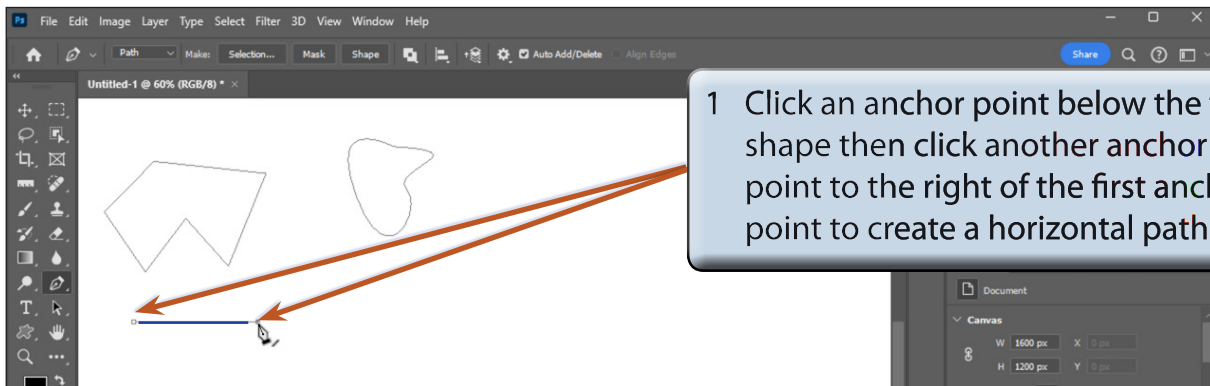 Ps File Edit Image Layer Type Select Filter 3D View Window Help
Path Make: Selection... Mask Shape Auto Add/Delete Align Edges Share
Untitled-1 @ 60% (RGB/8) *
1 Click an anchor point below the
shape then click another anchor
point to the right of the first
point to create a horizontal path
Document
Canvas
W 1600 px X 0 px
H 1200 px Y 0 px
T